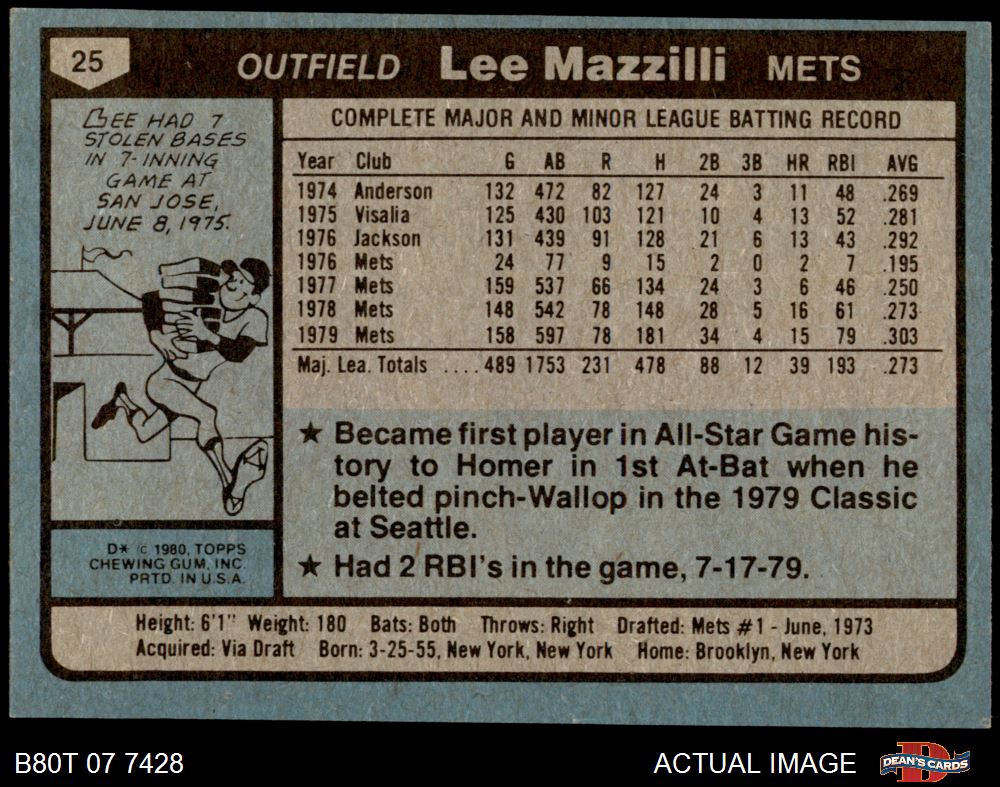 25
OUTFIELD Lee Mazzilli METS
LEE HAD 7
STOLEN BASES
IN 7-INNING
GAME AT
SAN JOSE,
JUNE 8, 1975.
D* © 1980, TOPPS
CHEWING GUM, INC
PRTD. IN U.S.A.
COMPLETE MAJOR AND MINOR LEAGUE BATTING RECORD
Year Club G AB R H 2B 3B HR RBI AVG
1974 Anderson 132 472 82 127 24 3 11 48 .269
1975 Visalia 125 430 103 121 10 4 13 52 .281
1976 Jackson 131 439 91 128 21 6 13 43 .292
1976 Mets 24 77 9 15 2 0 2 7 .195
1977 Mets 159 537 66 134 24 3 6 46 .250
1978 Mets 148 542 78 148 28 5 16 61 .273
1979 Mets 158 597 78 181 34 4 15 79 .303
Maj. Lea. Totals .... 489 1753 231 478 88 12 39 193 .273
★ Became first player in All-Star Game his-
tory to Homer in 1st At-Bat when he
belted pinch-Wallop in the 1979 Classic
at Seattle.
★ Had 2 RBI's in the game, 7-17-79.
Height: 6'1" Weight: 180 Bats: Both Throws: Right Drafted: Mets #1 - June, 1973
Acquired: Via Draft Born: 3-25-55, New York, New York Home: Brooklyn, New York
B80T 07 7428
ACTUAL IMAGE
D
DEAN'S CARDS